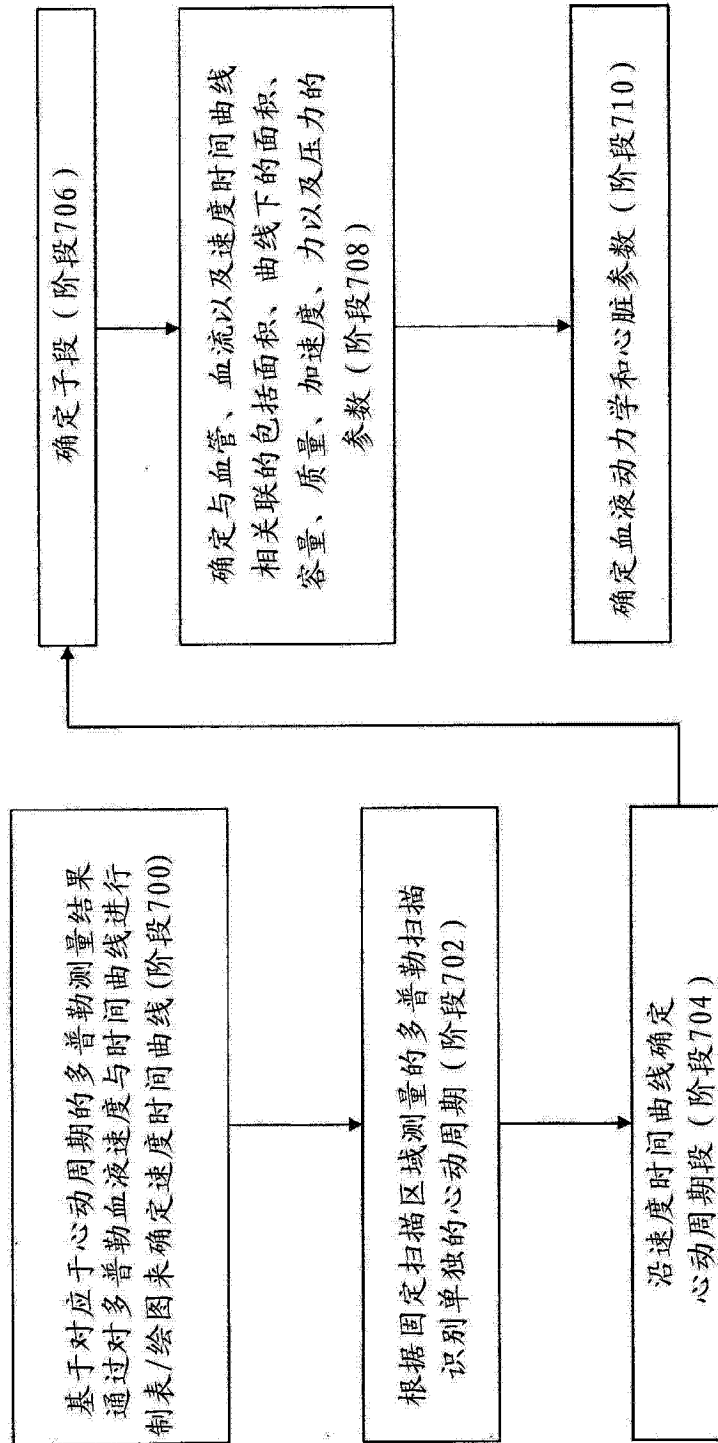 基于对应于心动周期的多普勒测量结果
通过对多普勒血液速度与时间曲线进行
制表/绘图来确定速度时间曲线(阶段700)
根据固定扫描区域测量的多普勒扫描
识别单独的心动周期（阶段702）
沿速度时间曲线确定
心动周期段（阶段704）
确定子段（阶段706）
确定与血管、血流以及速度时间曲线
相关联的包括面积、曲线下的面积、
容量、质量、加速度、力以及压力的
参数（阶段708）
确定血液动力学和心脏参数（阶段710）